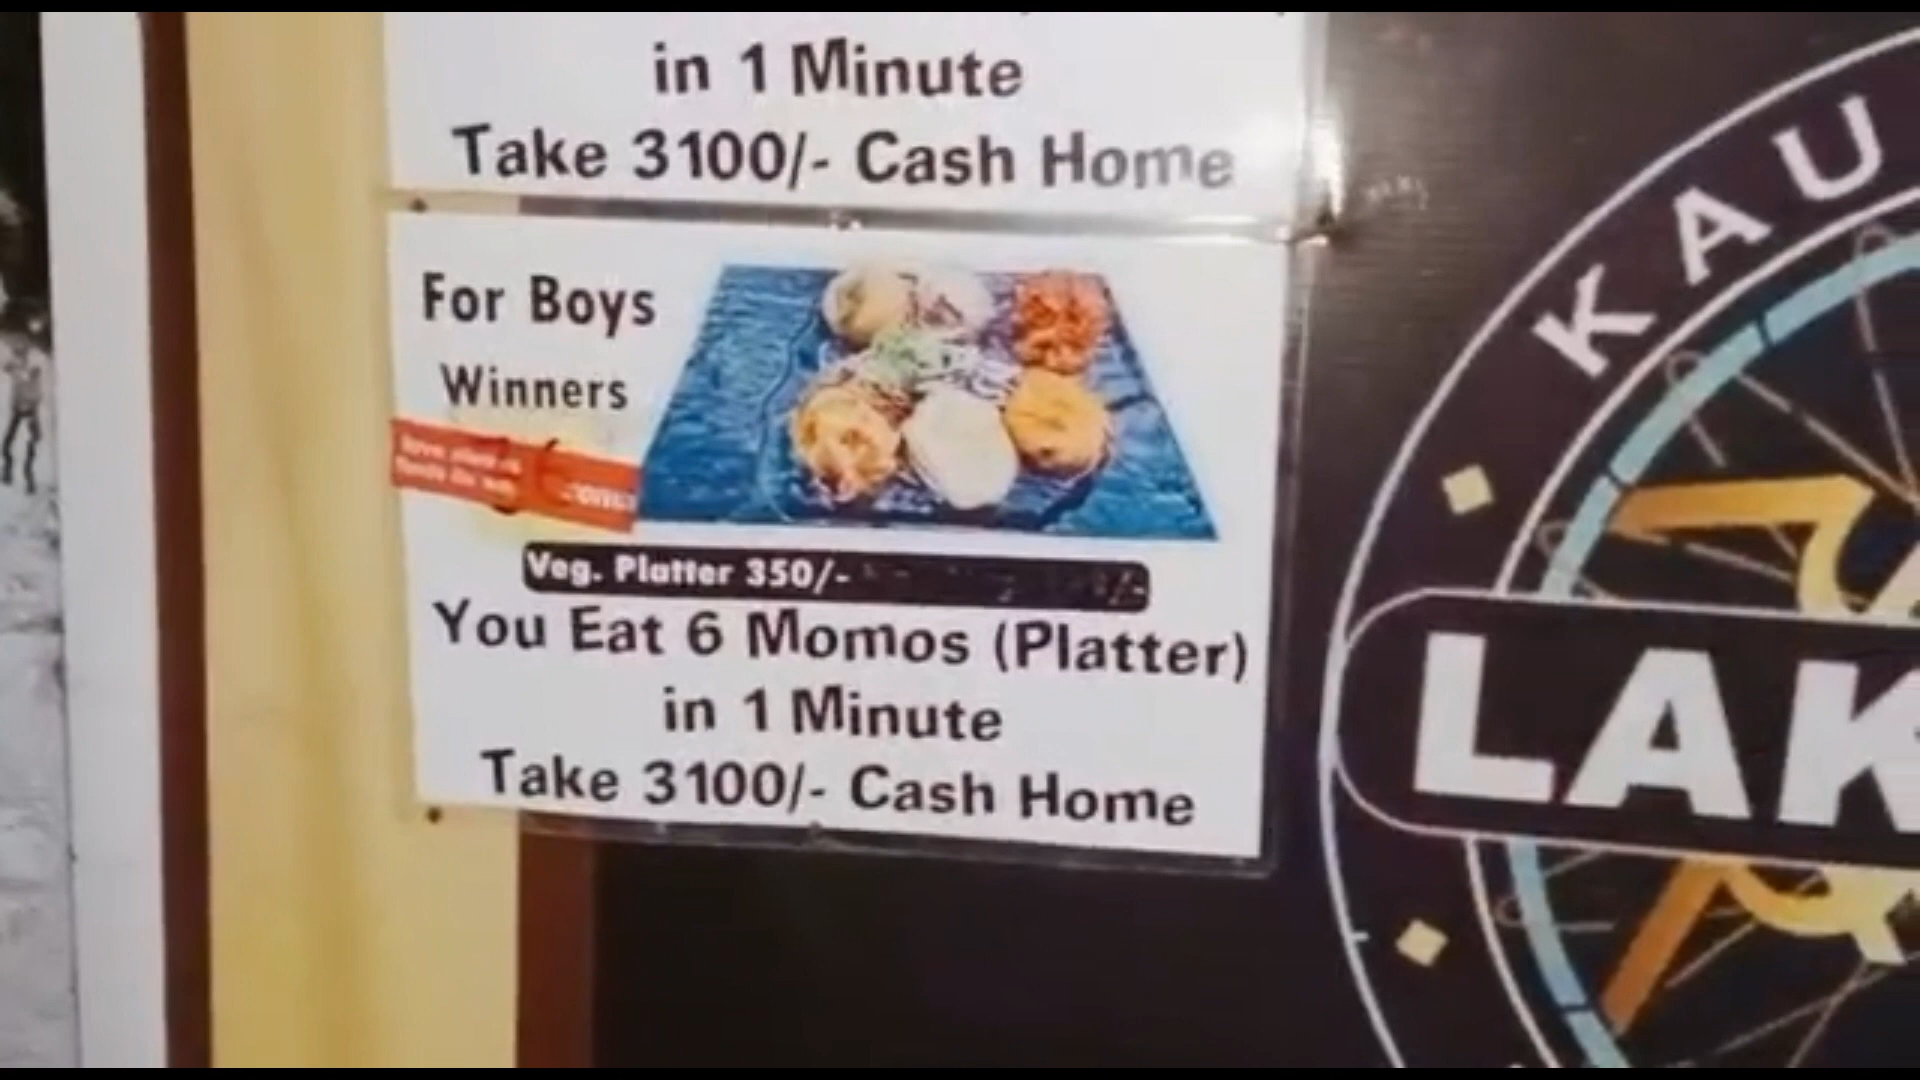 in 1 Minute
Take 3100/- Cash Home
For Boys
Winners
Veg. Platter 350/-
You Eat 6 Momos (Platter)
in 1 Minute
Take 3100/- Cash Home
KAU
LAK